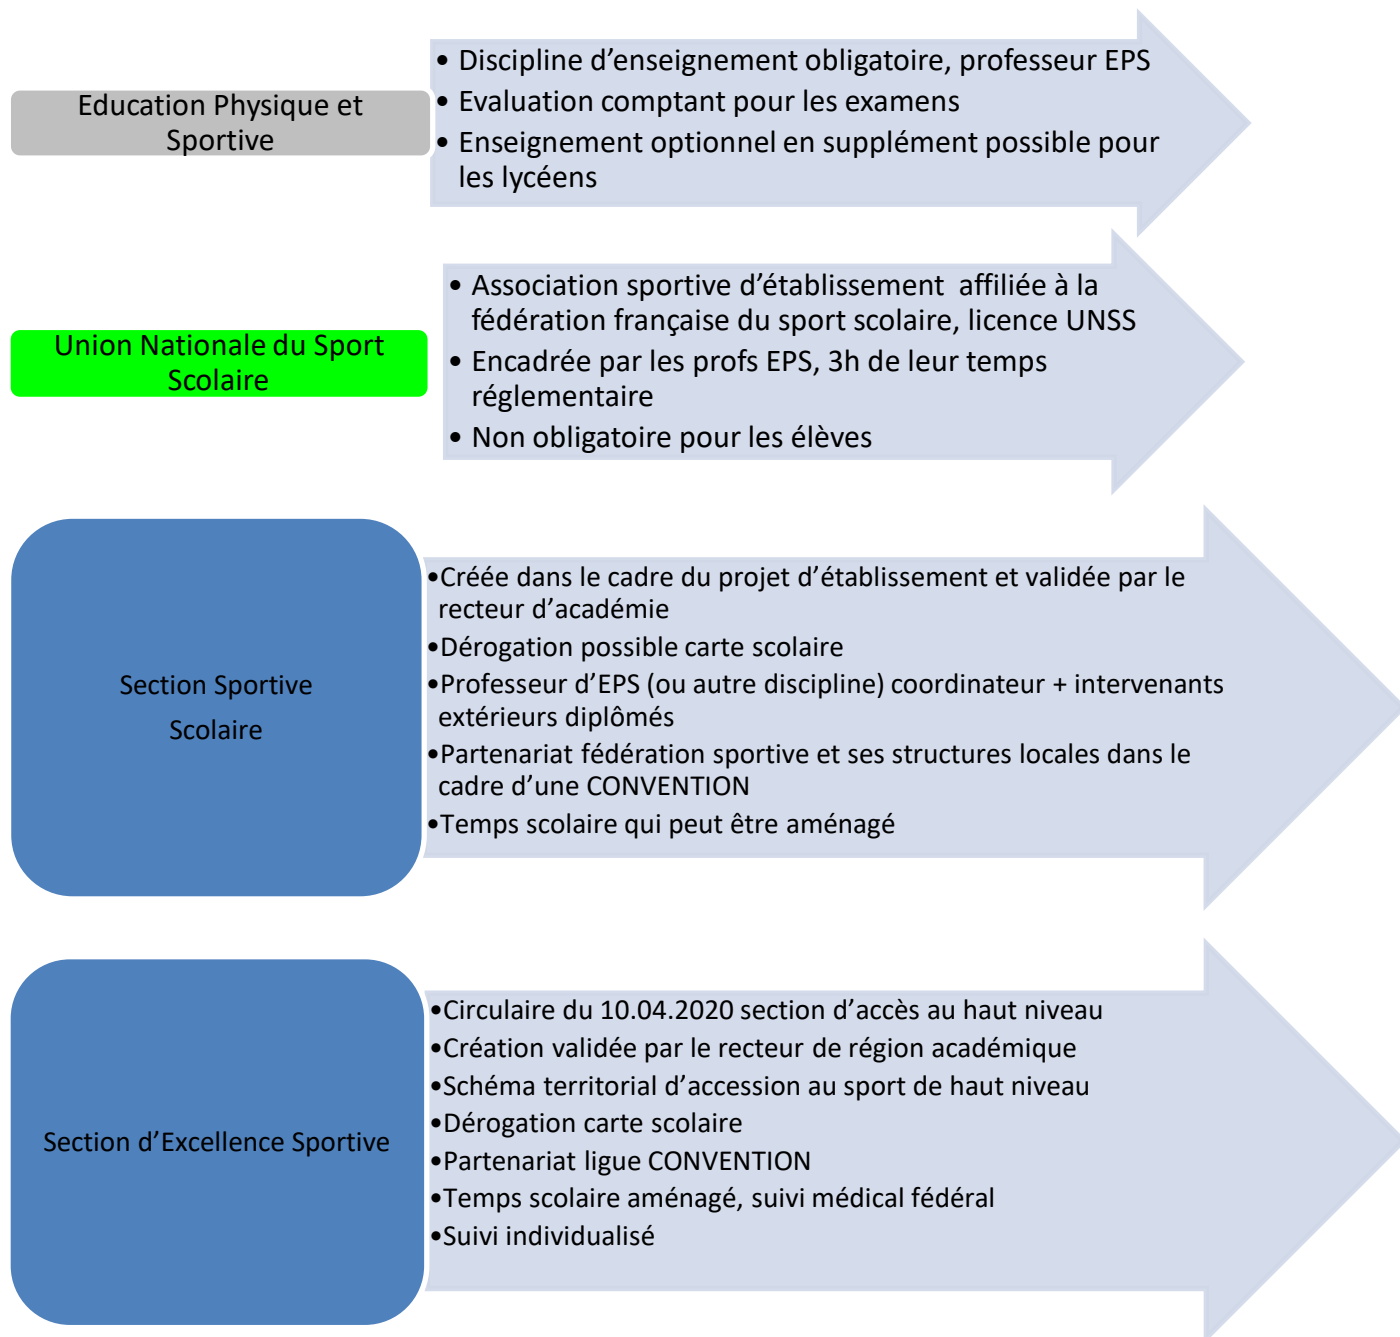 Education Physique et
Sportive
• Discipline d’enseignement obligatoire, professeur EPS
• Evaluation comptant pour les examens
• Enseignement optionnel en supplément possible pour
les lycéens
Union Nationale du Sport
Scolaire
• Association sportive d’établissement  affiliée à la
fédération française du sport scolaire, licence UNSS
• Encadrée par les profs EPS, 3h de leur temps
réglementaire
• Non obligatoire pour les élèves
Section Sportive
Scolaire
•Créée dans le cadre du projet d’établissement et validée par le
recteur d’académie
•Dérogation possible carte scolaire
•Professeur d’EPS (ou autre discipline) coordinateur + intervenants
extérieurs diplômés
•Partenariat fédération sportive et ses structures locales dans le
cadre d’une CONVENTION
•Temps scolaire qui peut être aménagé
Section d’Excellence Sportive
•Circulaire du 10.04.2020 section d’accès au haut niveau
•Création validée par le recteur de région académique
•Schéma territorial d’accession au sport de haut niveau
•Dérogation carte scolaire
•Partenariat ligue CONVENTION
•Temps scolaire aménagé, suivi médical fédéral
•Suivi individualisé